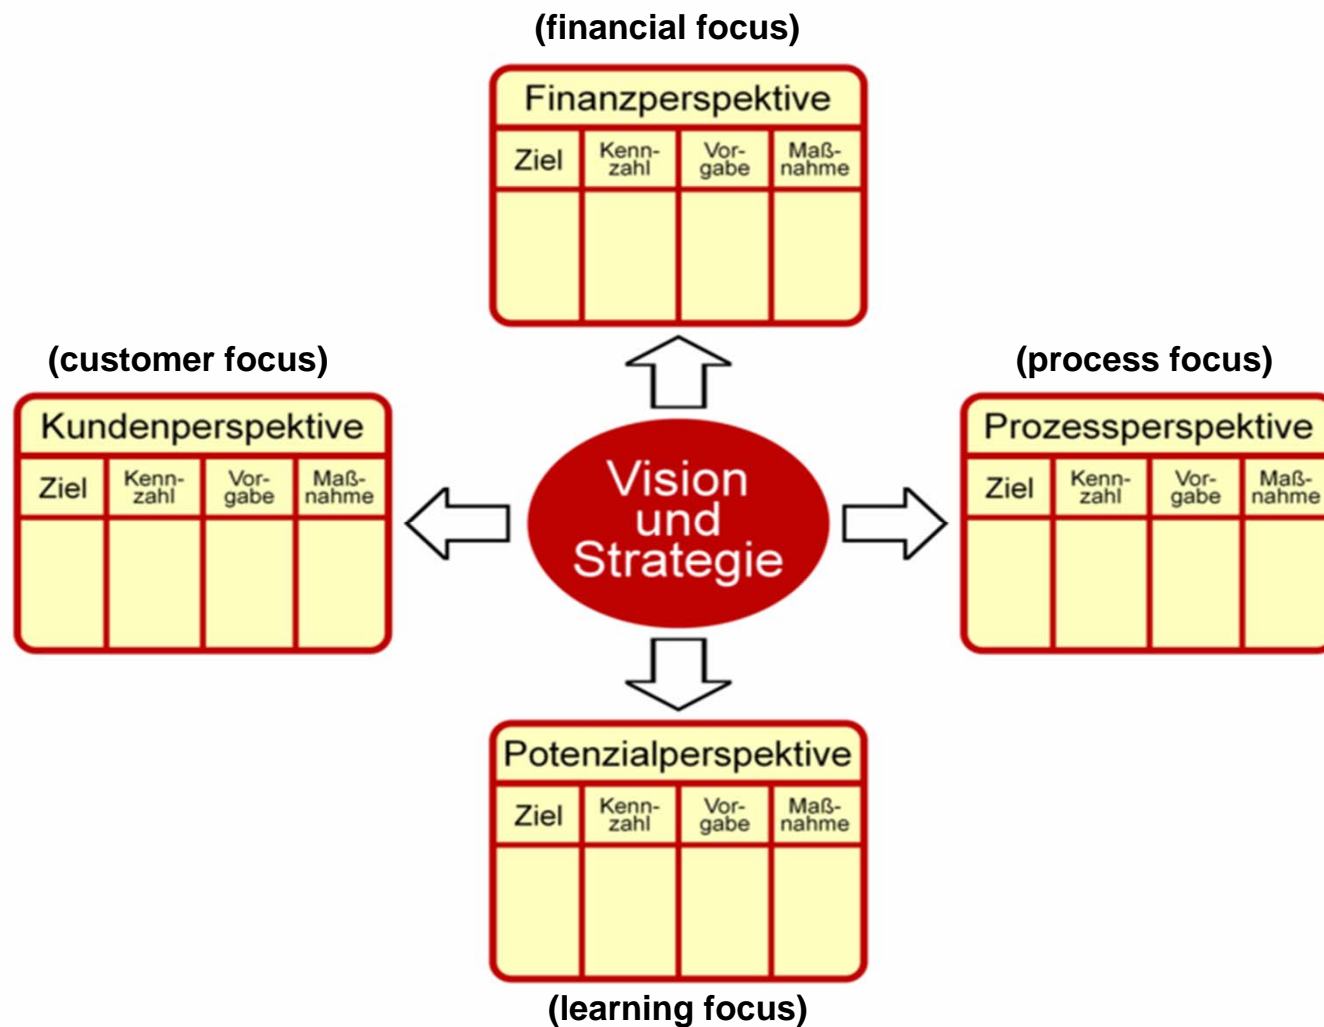 (financial focus)
Finanzperspektive
Ziel
Kenn-
zahl
Vor-
gabe
Maß-
nahme
(customer focus)
Kundenperspektive
Ziel
Kenn-
zahl
Vor-
gabe
Maß-
nahme
Vision
und
Strategie
(process focus)
Prozessperspektive
Ziel
Kenn-
zahl
Vor-
gabe
Maß-
nahme
Potenzialperspektive
Ziel
Kenn-
zahl
Vor-
gabe
Maß-
nahme
(learning focus)